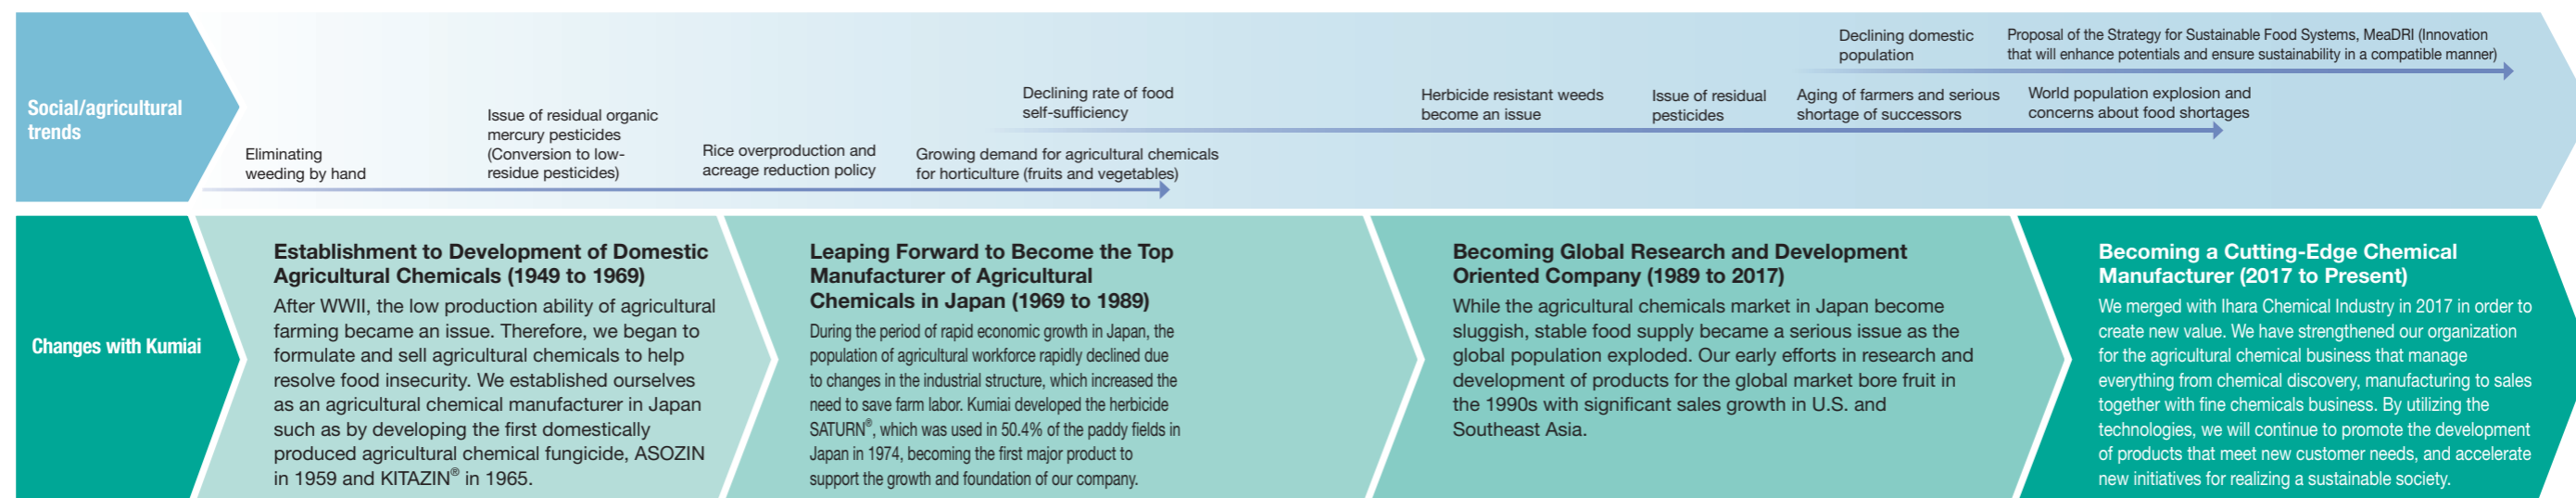 Social/agricultural
trends
Eliminating
weeding by hand
Issue of residual organic
mercury pesticides
(Conversion to low-
residue pesticides)
Rice overproduction and
acreage reduction policy
Growing demand for agricultural chemicals
for horticulture (fruits and vegetables)
Declining rate of food
self-sufficiency
Herbicide resistant weeds
become an issue
Issue of residual
pesticides
Aging of farmers and serious
shortage of successors
World population explosion and
concerns about food shortages
Declining domestic
population
Proposal of the Strategy for Sustainable Food Systems, MeaDRI (Innovation
that will enhance potentials and ensure sustainability in a compatible manner)
Changes with Kumiai
Establishment to Development of Domestic
Agricultural Chemicals (1949 to 1969)
After WWII, the low production ability of agricultural
farming became an issue. Therefore, we began to
formulate and sell agricultural chemicals to help
resolve food insecurity. We established ourselves
as an agricultural chemical manufacturer in Japan
such as by developing the first domestically
produced agricultural chemical fungicide, ASOZIN
in 1959 and KITAZIN® in 1965.
Leaping Forward to Become the Top
Manufacturer of Agricultural
Chemicals in Japan (1969 to 1989)
During the period of rapid economic growth in Japan, the
population of agricultural workforce rapidly declined due
to changes in the industrial structure, which increased the
need to save farm labor. Kumiai developed the herbicide
SATURN®, which was used in 50.4% of the paddy fields in
Japan in 1974, becoming the first major product to
support the growth and foundation of our company.
Becoming Global Research and Development
Oriented Company (1989 to 2017)
While the agricultural chemicals market in Japan become
sluggish, stable food supply became a serious issue as the
global population exploded. Our early efforts in research and
development of products for the global market bore fruit in
the 1990s with significant sales growth in U.S. and
Southeast Asia.
Becoming a Cutting-Edge Chemical
Manufacturer (2017 to Present)
We merged with Ihara Chemical Industry in 2017 in order to
create new value. We have strengthened our organization
for the agricultural chemical business that manage
everything from chemical discovery, manufacturing to sales
together with fine chemicals business. By utilizing the
technologies, we will continue to promote the development
of products that meet new customer needs, and accelerate
new initiatives for realizing a sustainable society.